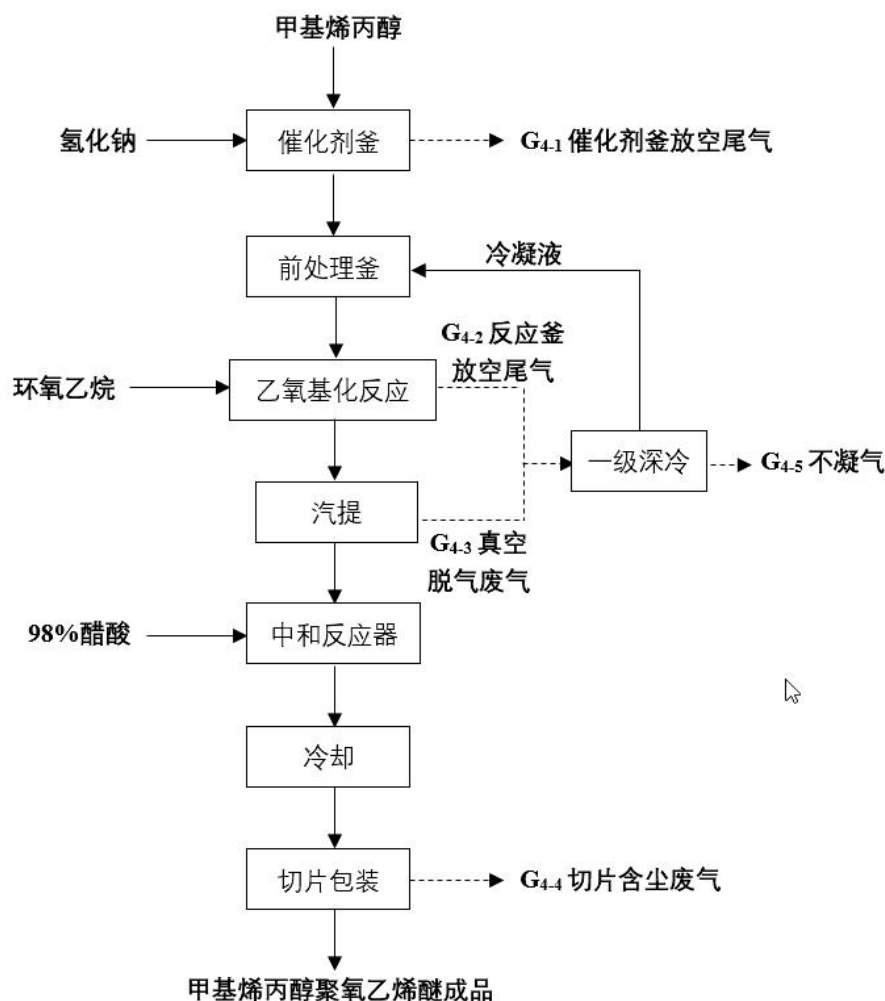 甲基烯丙醇
氢化钠
催化剂釜
G4-1 催化剂釜放空尾气
前处理釜
冷凝液
G4-2 反应釜
放空尾气
环氧乙烷
乙氧基化反应
一级深冷
G4-5 不凝气
汽提
G4-3 真空
脱气废气
98%醋酸
中和反应器
冷却
切片包装
G4-4 切片含尘废气
甲基烯丙醇聚氧乙烯醚成品